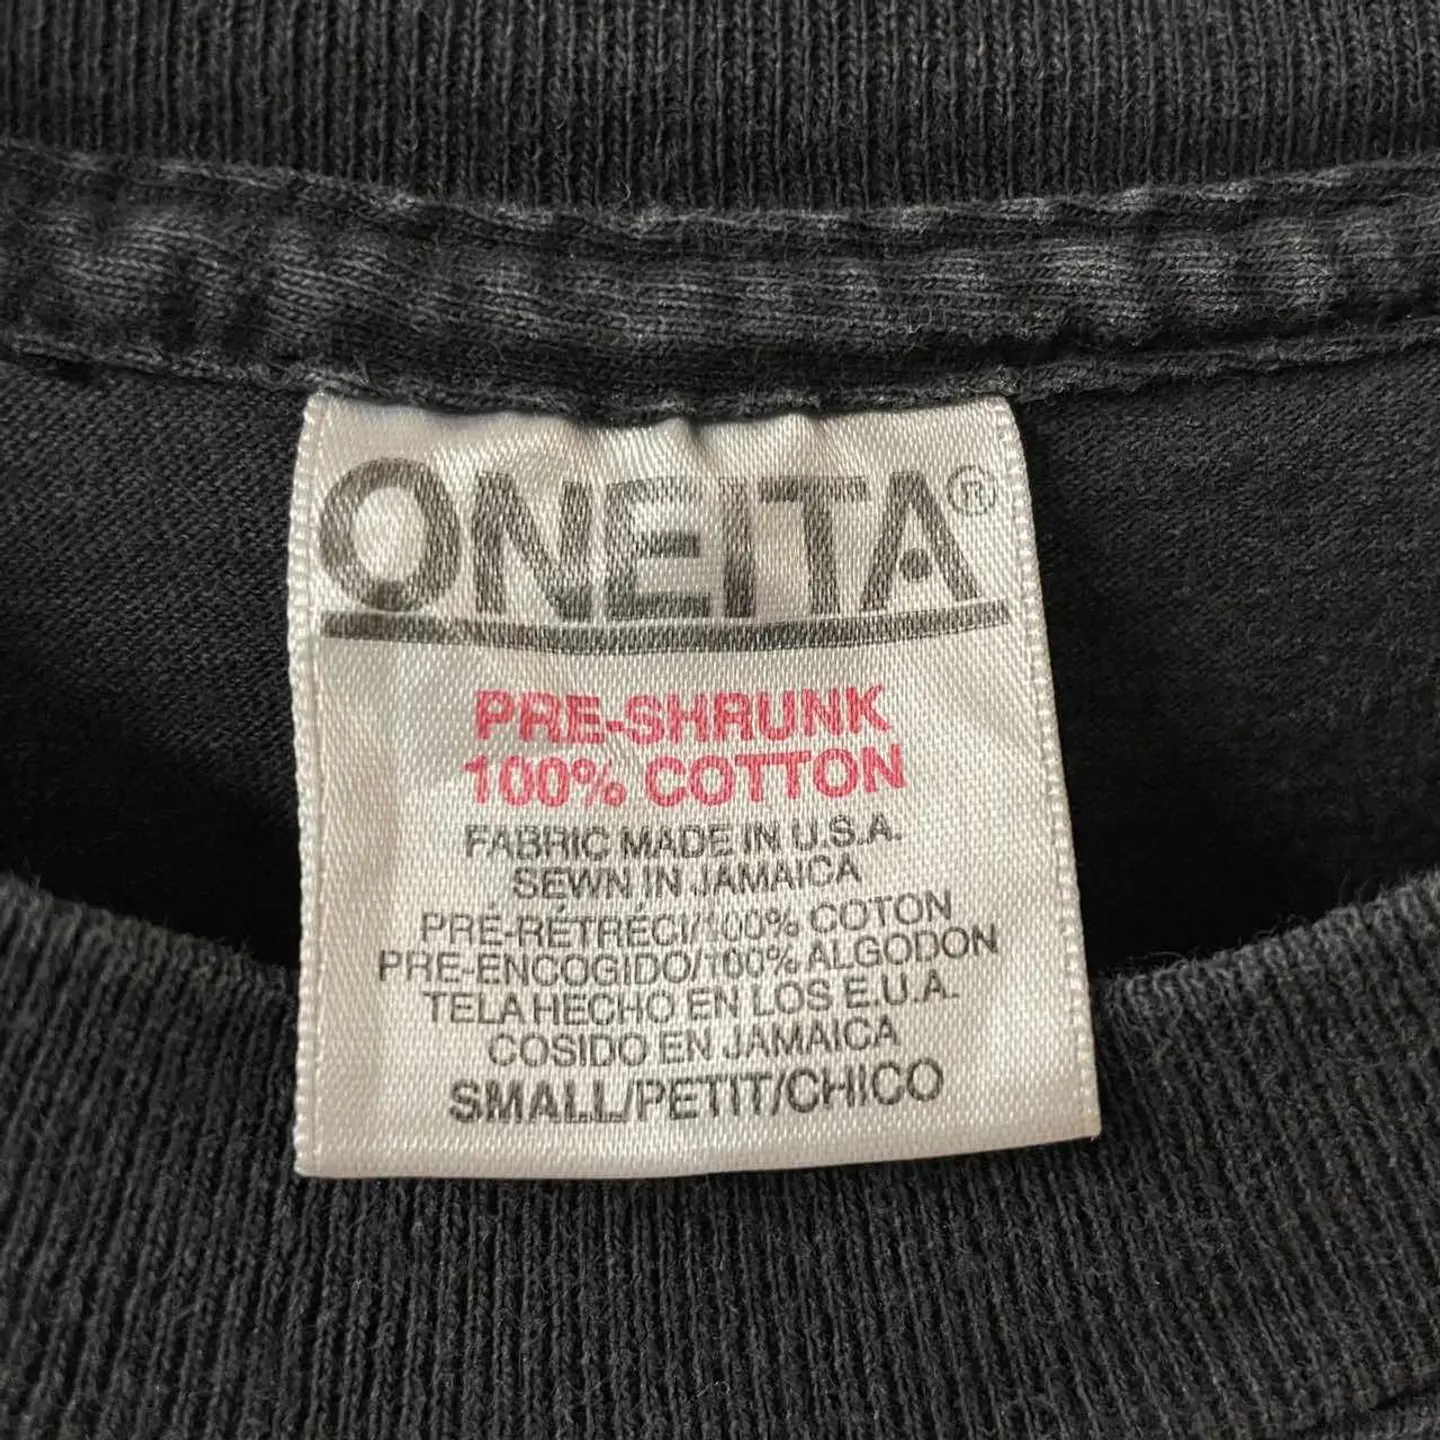 ONEITA®
PRE-SHRUNK
100% COTTON
FABRIC MADE IN U.S.A.
SEWN IN JAMAICA
PRÉ-RÉTRÉCI/100% COTON
PRE-ENCOGIDO/100% ALGODON
TELA HECHO EN LOS E.U.A.
COSIDO EN JAMAICA
SMALL/PETIT/CHICO